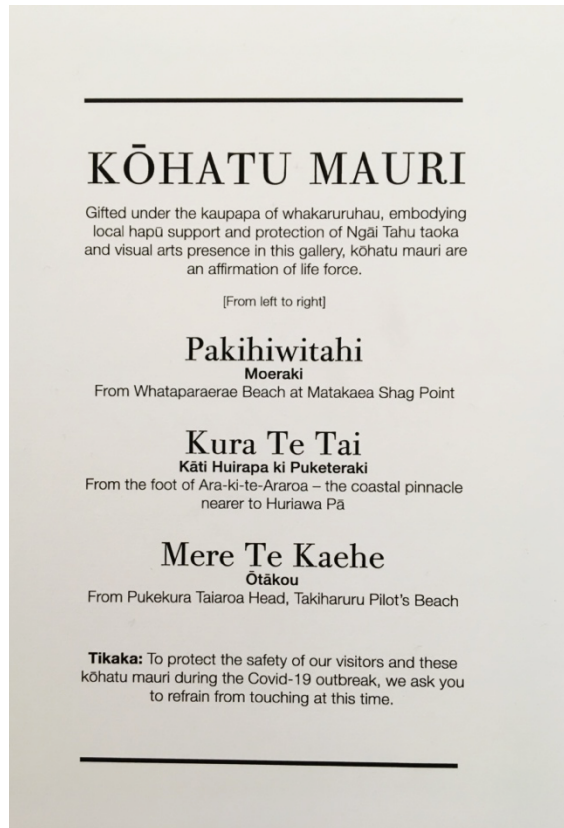 KŌHATU MAURI
Gifted under the kaupapa of whakaruruhau, embodying
local hapū support and protection of Ngāi Tahu taoka
and visual arts presence in this gallery, kōhatu mauri are
an affirmation of life force.
[From left to right]
Pakihiwitahi
Moeraki
From Whataparaerae Beach at Matakaea Shag Point
Kura Te Tai
Kāti Huirapa ki Puketeraki
From the foot of Ara-ki-te-Araroa – the coastal pinnacle
nearer to Huriawa Pā
Mere Te Kaehe
Ōtākou
From Pukekura Taiaroa Head, Takiharuru Pilot's Beach
Tikaka: To protect the safety of our visitors and these
kōhatu mauri during the Covid-19 outbreak, we ask you
to refrain from touching at this time.